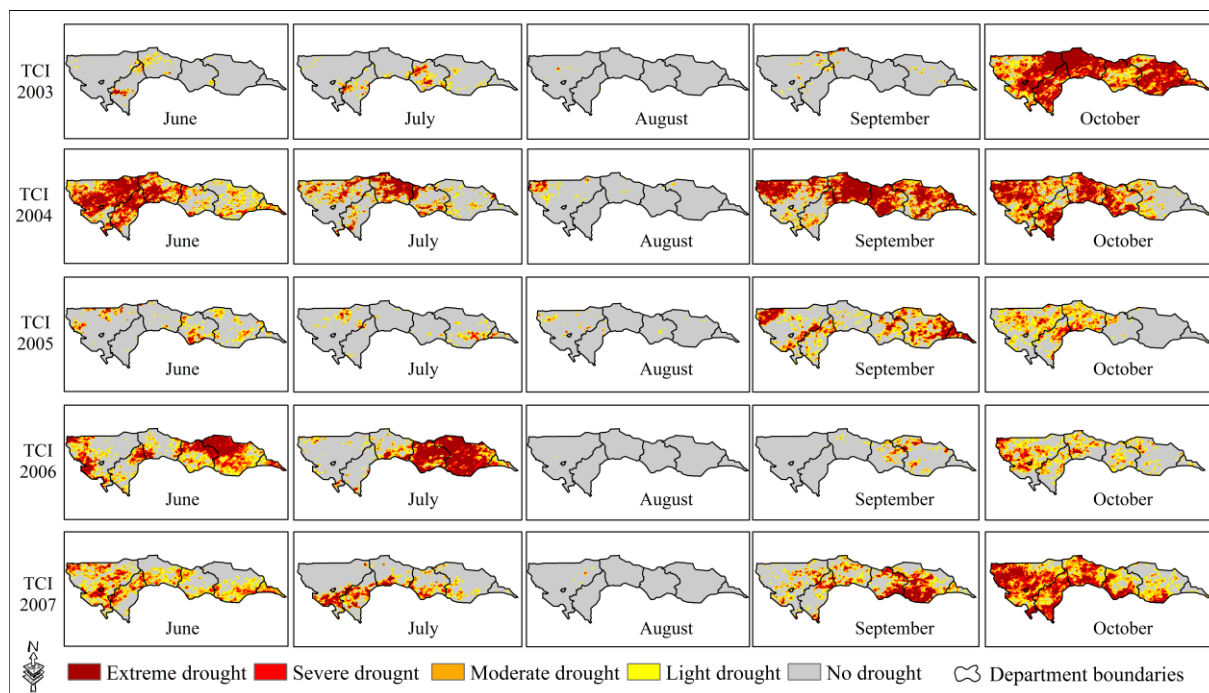 TCI
2003
June
July
August
September
October
TCI
2004
June
July
August
September
October
TCI
2005
June
July
August
September
October
TCI
2006
June
July
August
September
October
TCI
2007
June
July
August
September
October
N
Extreme drought
Severe drougnt
Moderate drought
Light drought
No drought
Department boundaries